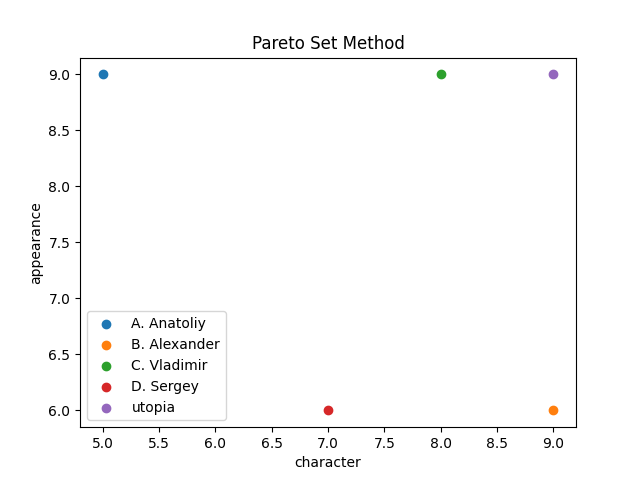 Pareto Set Method
9.0
8.5
8.0
7.5
7.0
6.5
6.0
appearance
A. Anatoliy
B. Alexander
C. Vladimir
D. Sergey
utopia
5.0 5.5 6.0 6.5 7.0 7.5 8.0 8.5 9.0
character